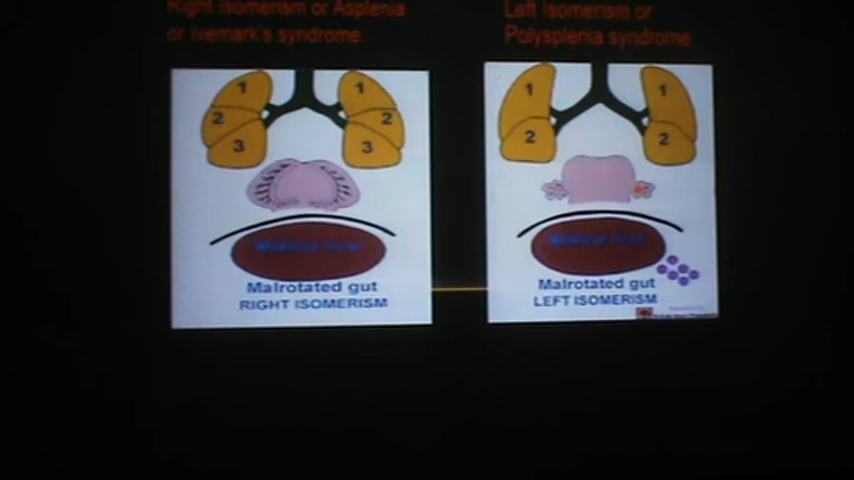 Right Isomerism or Asplenia
or Ivemark's syndrome:
Left Isomerism or
Polysplenia syndrome
1
2
3
1
2
3
Malrotated gut
RIGHT ISOMERISM
1
2
1
2
Malrotated gut
LEFT ISOMERISM